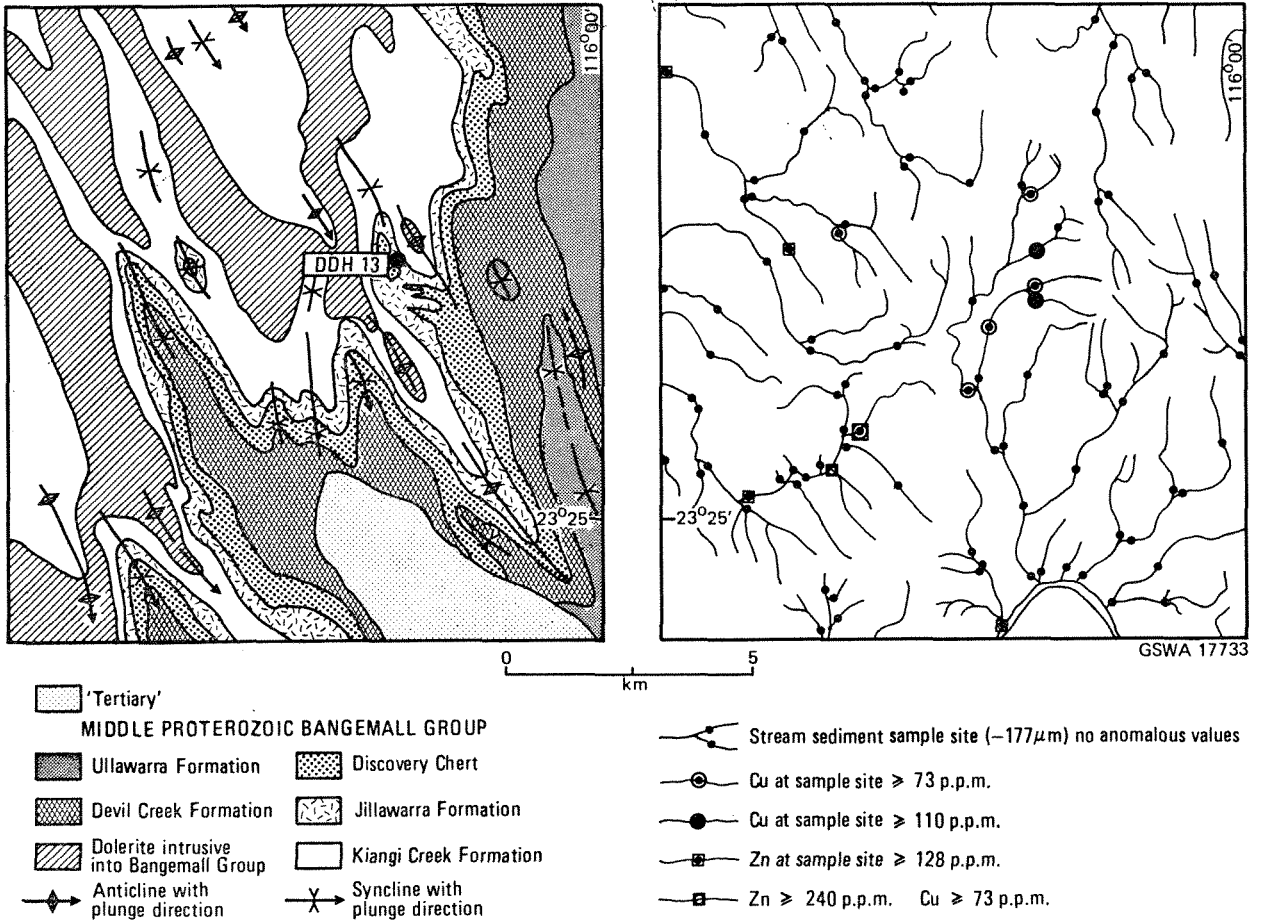 116°00'
DDH 13
23°25'
116°00'
23°25'
GSWA 17733
0 5
km
'Tertiary'
MIDDLE PROTEROZOIC BANGEMALL GROUP
Ullawarra Formation
Discovery Chert
Devil Creek Formation
Jillawarra Formation
Dolerite intrusive
into Bangemall Group
Kiangi Creek Formation
Anticline with
plunge direction
Syncline with
plunge direction
Stream sediment sample site (−177μm) no anomalous values
Cu at sample site ⩾ 73 p.p.m.
Cu at sample site ⩾ 110 p.p.m.
Zn at sample site ⩾ 128 p.p.m.
Zn ⩾ 240 p.p.m. Cu ⩾ 73 p.p.m.